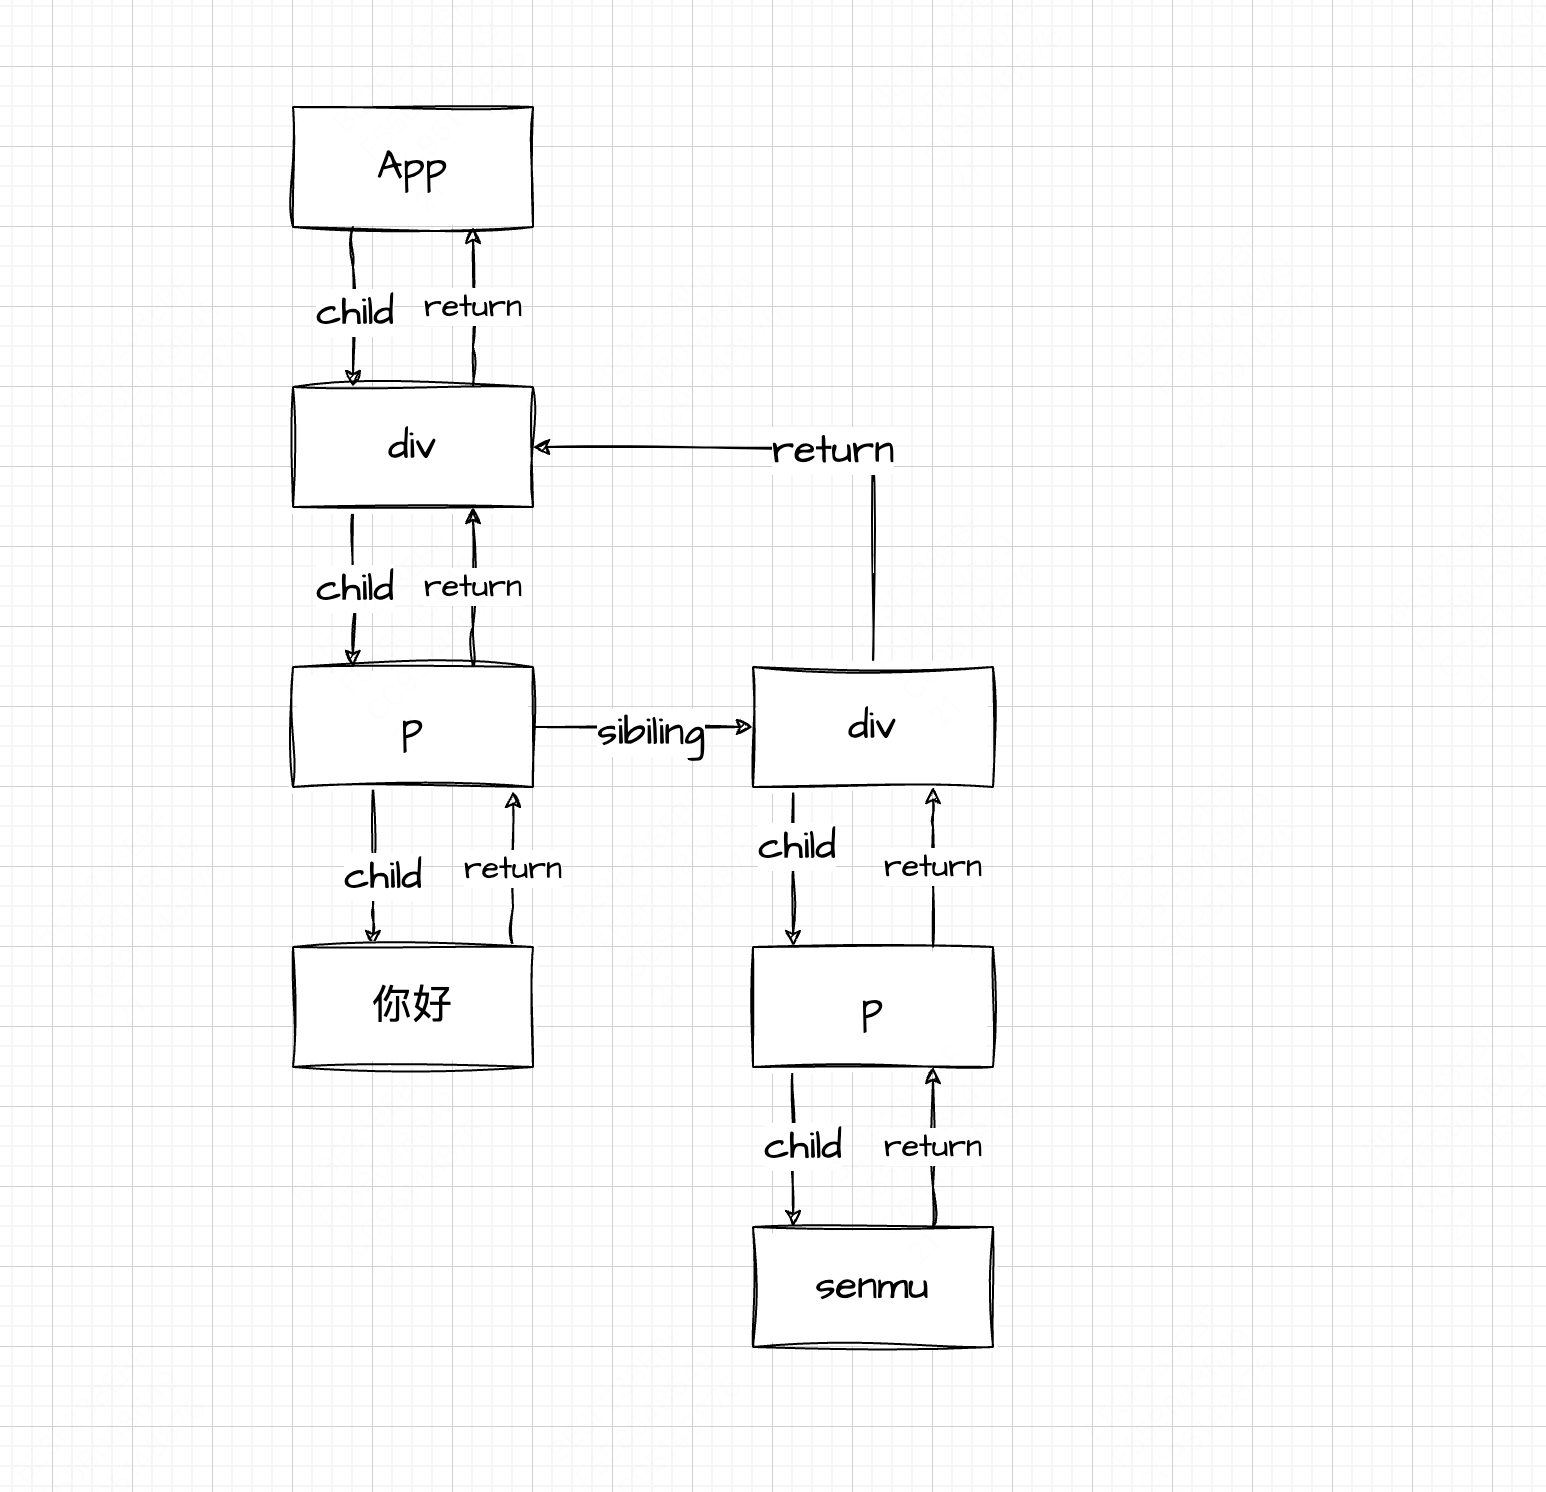 App
child
return
div
return
child
return
p
sibiling
div
child
return
child
return
你好
p
child
return
senmu